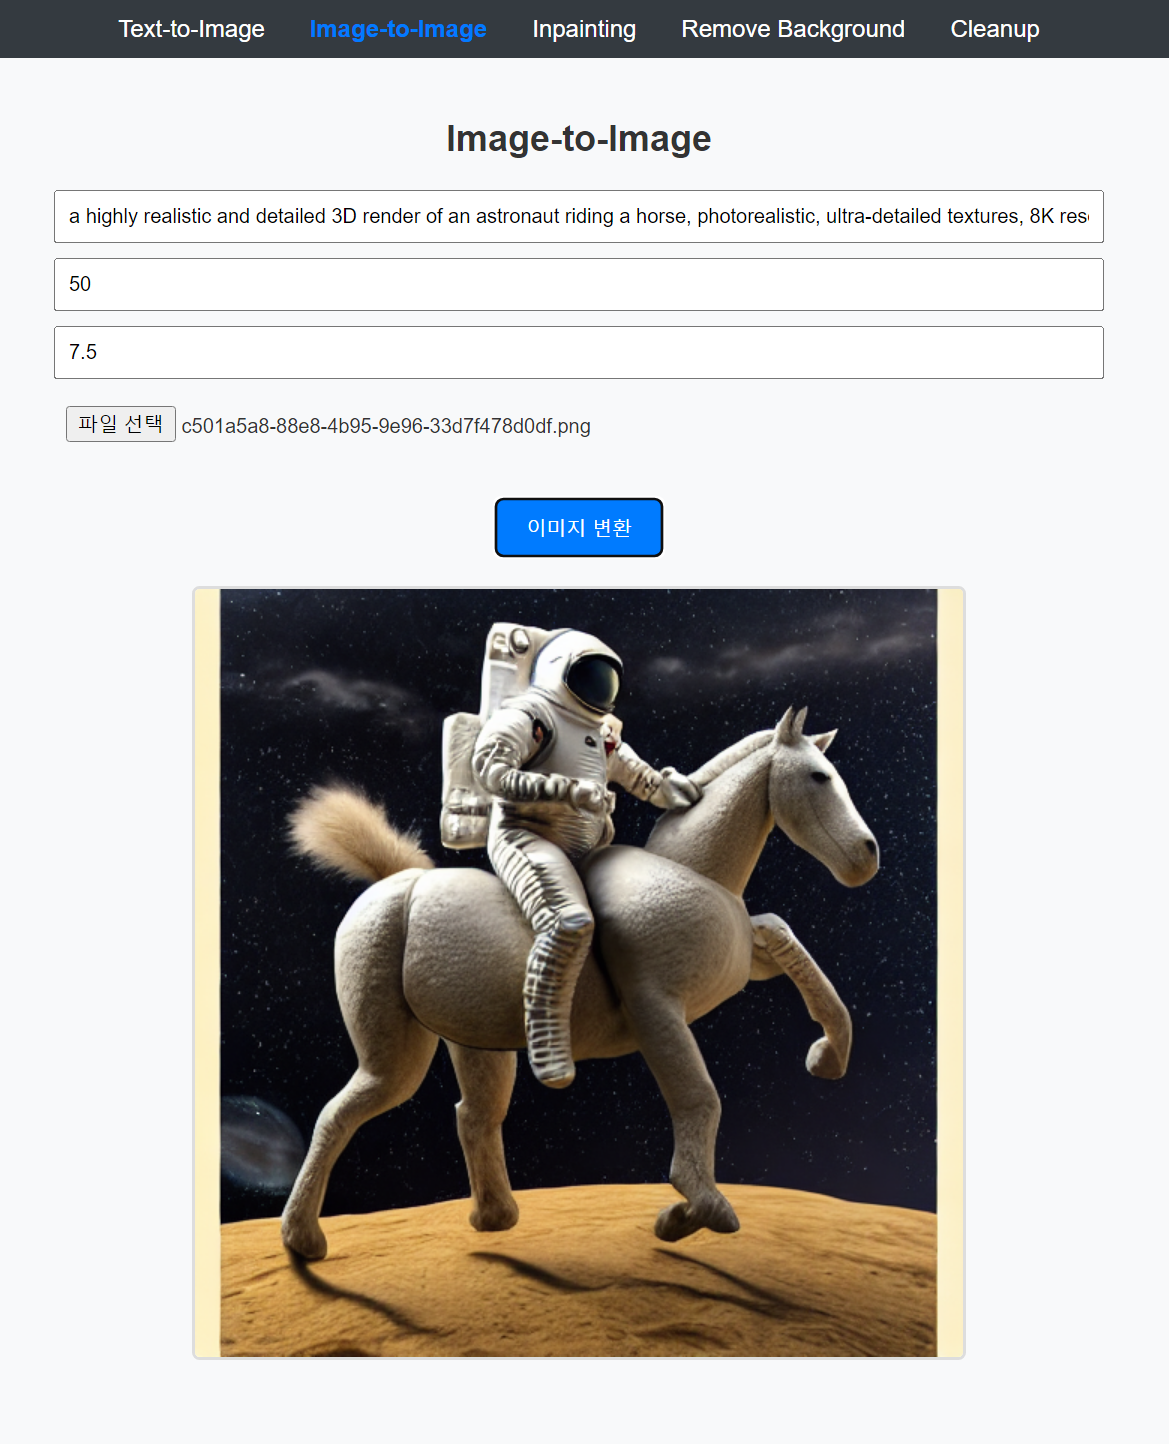 Text-to-Image Image-to-Image Inpainting Remove Background Cleanup
Image-to-Image
a highly realistic and detailed 3D render of an astronaut riding a horse, photorealistic, ultra-detailed textures, 8K res
50
7.5
파일 선택 c501a5a8-88e8-4b95-9e96-33d7f478d0df.png
이미지 변환